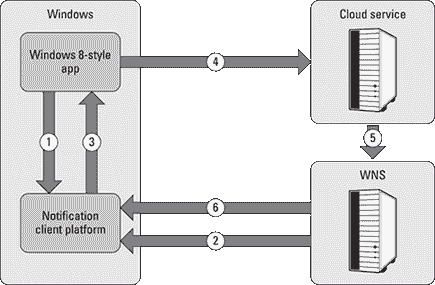 Windows
Cloud service
Windows 8-style
app
4
1
3
5
WNS
Notification
client platform
6
2